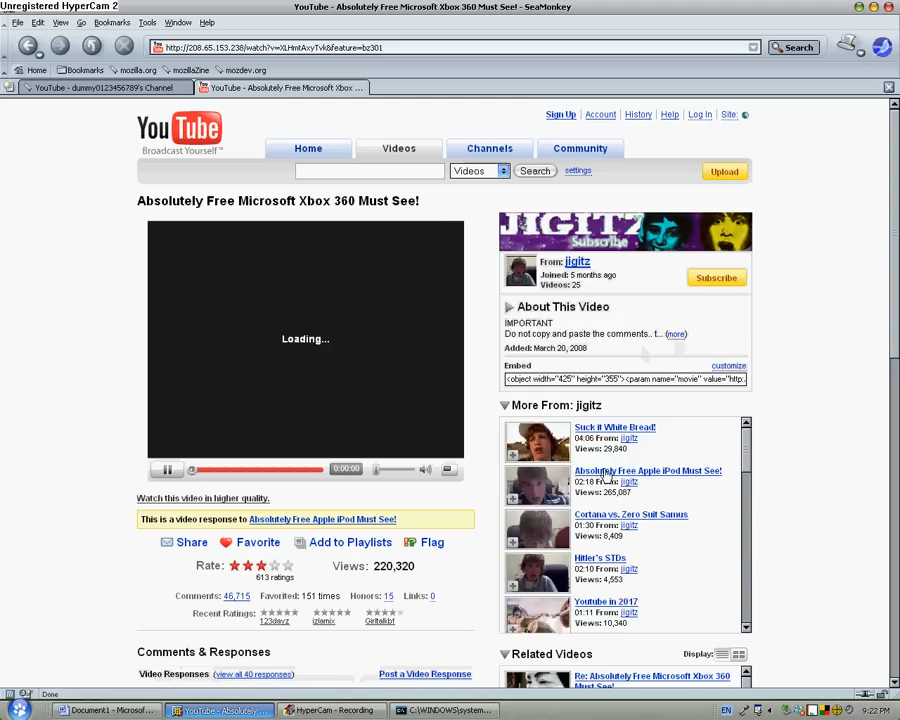 Unregistered HyperCam 2
YouTube - Absolutely Free Microsoft Xbox 360 Must See! - SeaMonkey
File Edit View Go Bookmarks Tools Window Help
http://208.65.153.238/watch?v=XLHmtAxyTvk&feature=bz301
Search
Home Bookmarks mozilla.org mozillaZine mozdev.org
YouTube - dummy0123456789's Channel
YouTube - Absolutely Free Microsoft Xbox ...
You Tube
Broadcast Yourself™
Sign Up Account History Help Log In Site:
Home Videos Channels Community
Videos Search settings Upload
Absolutely Free Microsoft Xbox 360 Must See!
Loading...
0:00:00
Watch this video in higher quality.
This is a video response to Absolutely Free Apple iPod Must See!
Share Favorite Add to Playlists Flag
Rate: Views: 220,320
613 ratings
Comments: 46,715 Favorited: 151 times Honors: 15 Links: 0
Recent Ratings:
123davz izlamix Girltalkbf
Comments & Responses
Video Responses (view all 40 responses) Post a Video Response
JIGITZ
Subscribe
From: jigitz
Joined: 5 months ago
Videos: 25
Subscribe
About This Video
IMPORTANT
Do not copy and paste the comments.. t... (more)
Added: March 20, 2008
Embed customize
<object width="425" height="355"><param name="movie" value="http:.
More From: jigitz
Suck it White Bread!
04:06 From: jigitz
Views: 29,840
Absolutely Free Apple iPod Must See!
02:18 From: jigitz
Views: 265,087
Cortana vs. Zero Suit Samus
01:30 From: jigitz
Views: 8,409
Hitler's STDs
02:10 From: jigitz
Views: 4,553
Youtube in 2017
01:11 From: jigitz
Views: 10,340
Related Videos Display:
Re: Absolutely Free Microsoft Xbox 360
Must See!
Done
Document1 - Microsof...
YouTube - Absolutely ...
HyperCam - Recording
C:\WINDOWS\system...
EN
9:22 PM